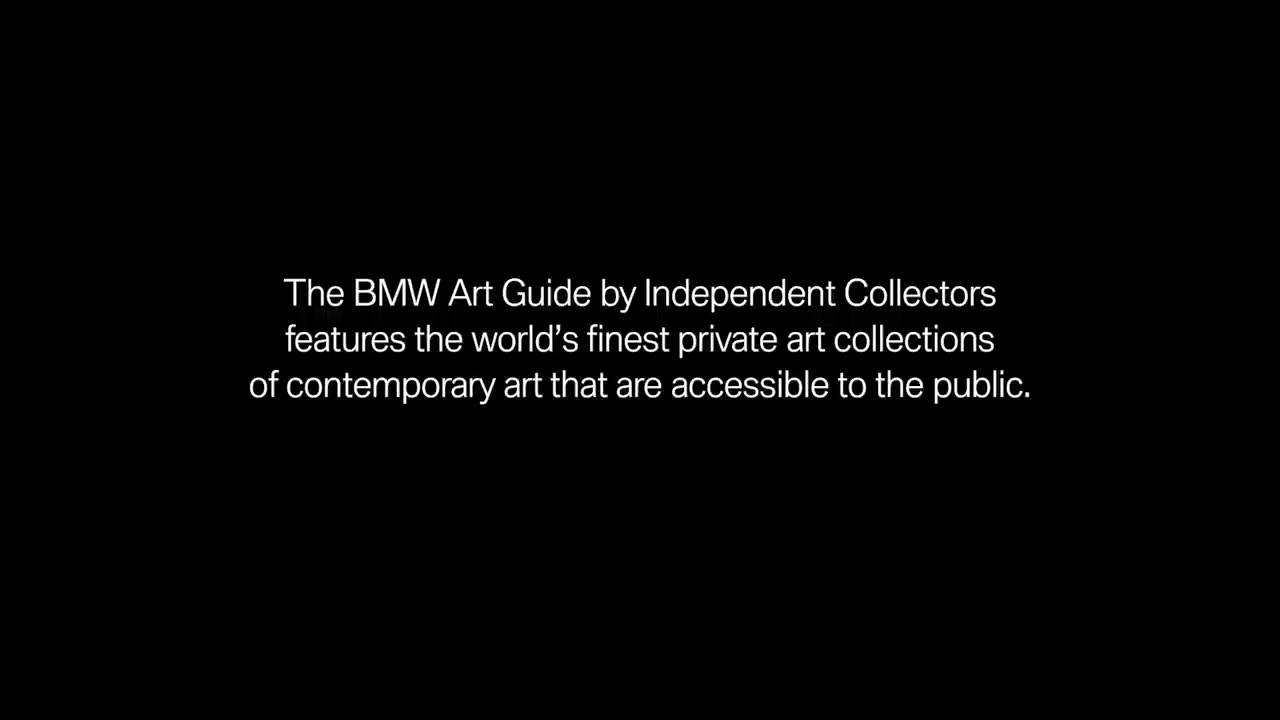 The BMW Art Guide by Independent Collectors
features the world’s finest private art collections
of contemporary art that are accessible to the public.